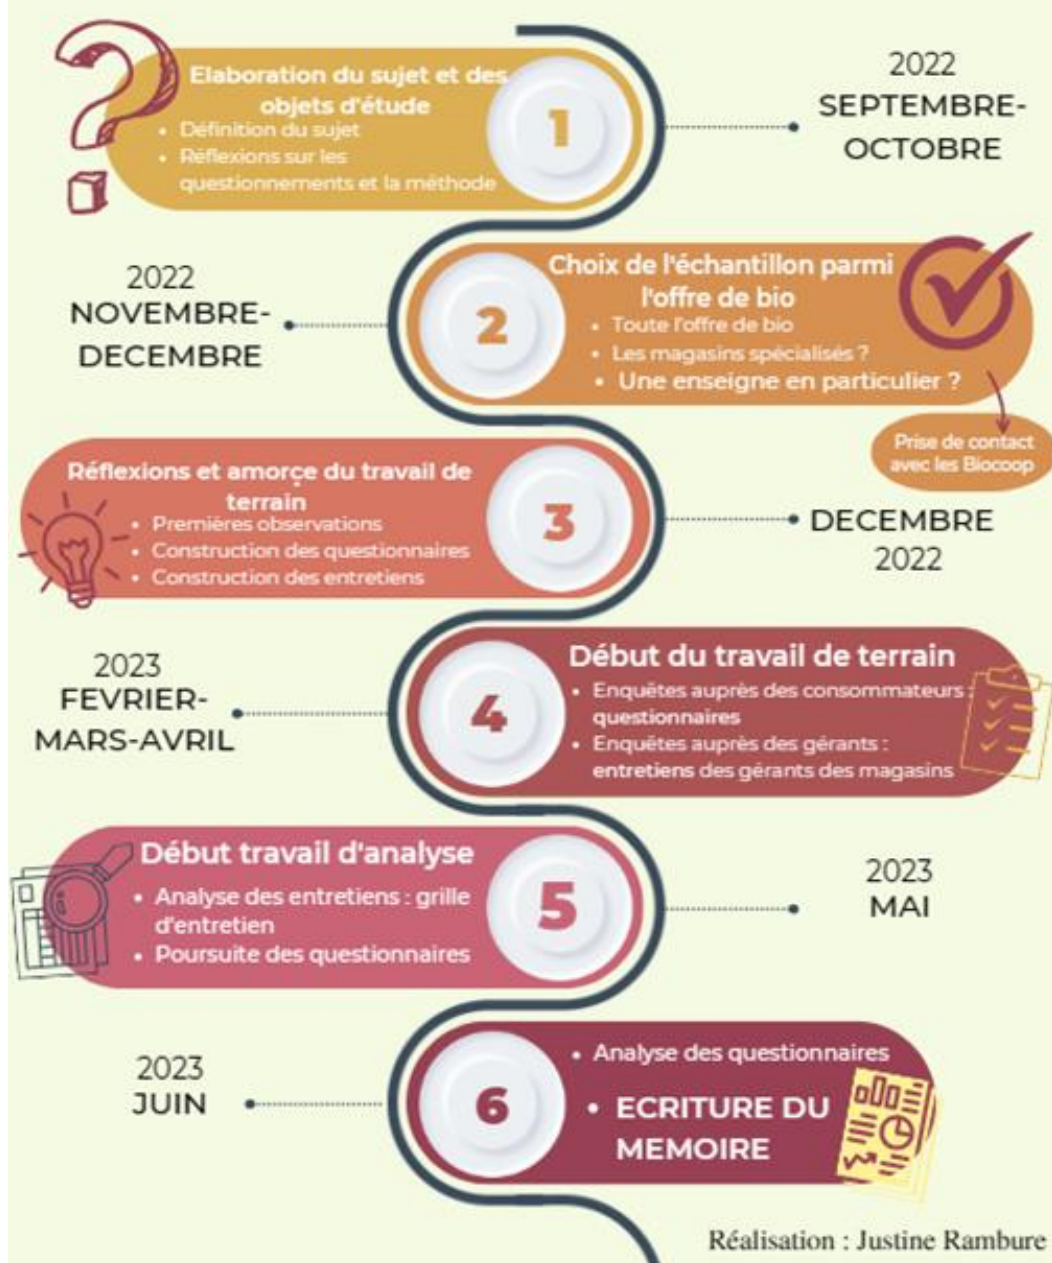 Elaboration du sujet et des
objets d'étude
• Définition du sujet
• Réflexions sur les
questionnements et la méthode
1
2022
SEPTEMBRE-
OCTOBRE
2022
NOVEMBRE-
DECEMBRE
2
Choix de l'échantillon parmi
l'offre de bio
• Toute l'offre de bio
• Les magasins spécialisés ?
• Une enseigne en particulier ?
Prise de contact
avec les Biocoop
Réflexions et amorçe du travail de
terrain
• Premières observations
• Construction des questionnaires
• Construction des entretiens
3
DECEMBRE
2022
2023
FEVRIER-
MARS-AVRIL
4
Début du travail de terrain
• Enquêtes auprès des consommateurs :
questionnaires
• Enquêtes auprès des gérants :
entretiens des gérants des magasins
Début travail d'analyse
• Analyse des entretiens : grille
d'entretien
• Poursuite des questionnaires
5
2023
MAI
2023
JUIN
6
• Analyse des questionnaires
• ECRITURE DU
MEMOIRE
Réalisation : Justine Rambure